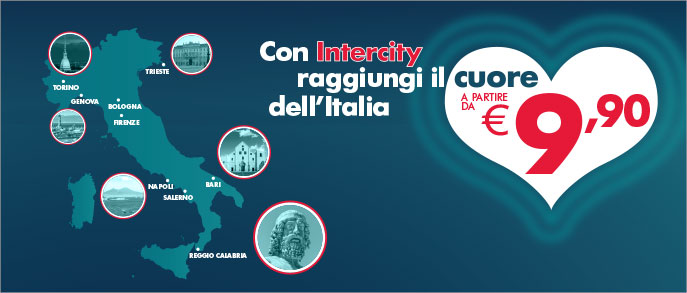 Con Intercity
raggiungi il cuore
dell'Italia
A PARTIRE
DA
€ 9,90
TORINO
TRIESTE
GENOVA
BOLOGNA
FIRENZE
NAPOLI
BARI
SALERNO
REGGIO CALABRIA